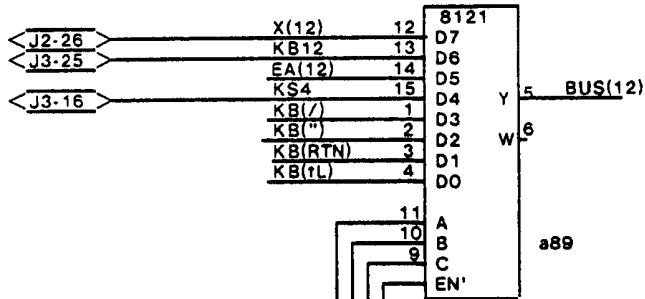 8121
J2-26 X(12) 12 D7
J3-25 KB12 13 D6
EA(12) 14 D5
J3-16 KS4 15 D4 Y 5 BUS(12)
KB(/) 1 D3
KB(") 2 D2 W 6
KB(RTN) 3 D1
KB(↑L) 4 D0
11 A
10 B a89
9 C
EN'